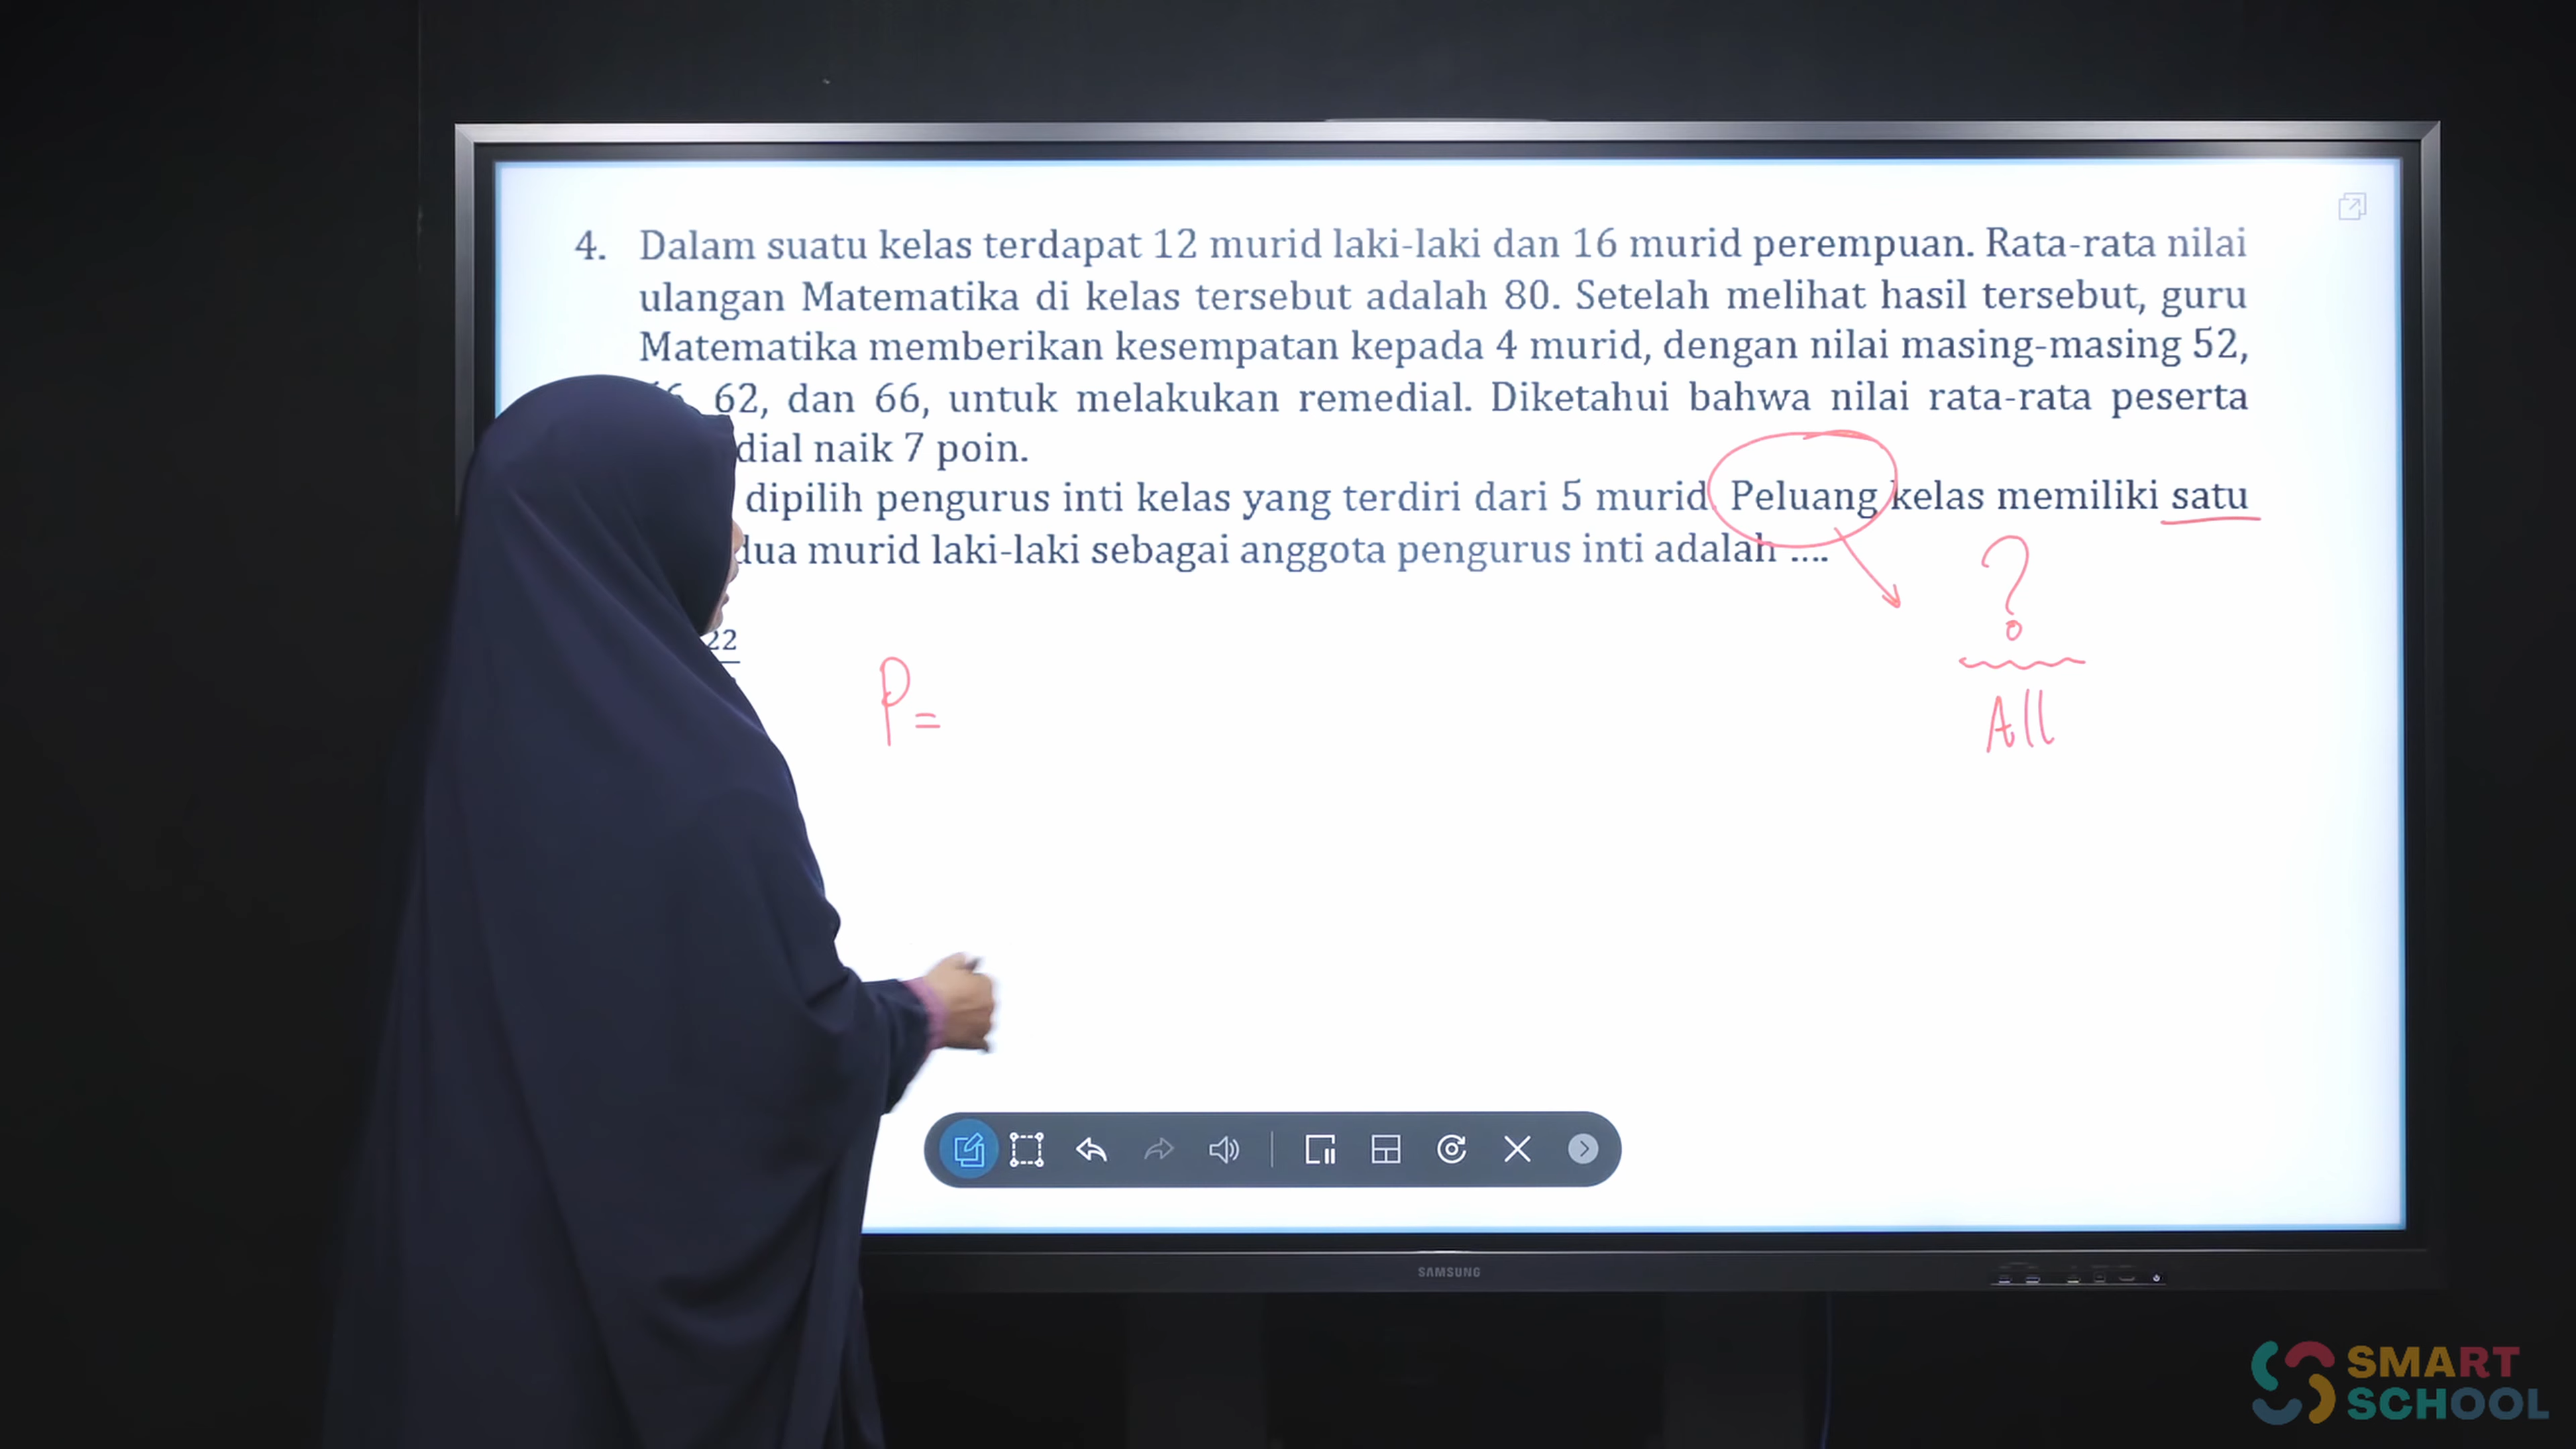 4. Dalam suatu kelas terdapat 12 murid laki-laki dan 16 murid perempuan. Rata-rata nilai
ulangan Matematika di kelas tersebut adalah 80. Setelah melihat hasil tersebut, guru
Matematika memberikan kesempatan kepada 4 murid, dengan nilai masing-masing 52,
62, dan 66, untuk melakukan remedial. Diketahui bahwa nilai rata-rata peserta
dial naik 7 poin.
dipilih pengurus inti kelas yang terdiri dari 5 murid. Peluang kelas memiliki satu
dua murid laki-laki sebagai anggota pengurus inti adalah ....
?
22
P=
All
SAMSUNG
SMART
SCHOOL